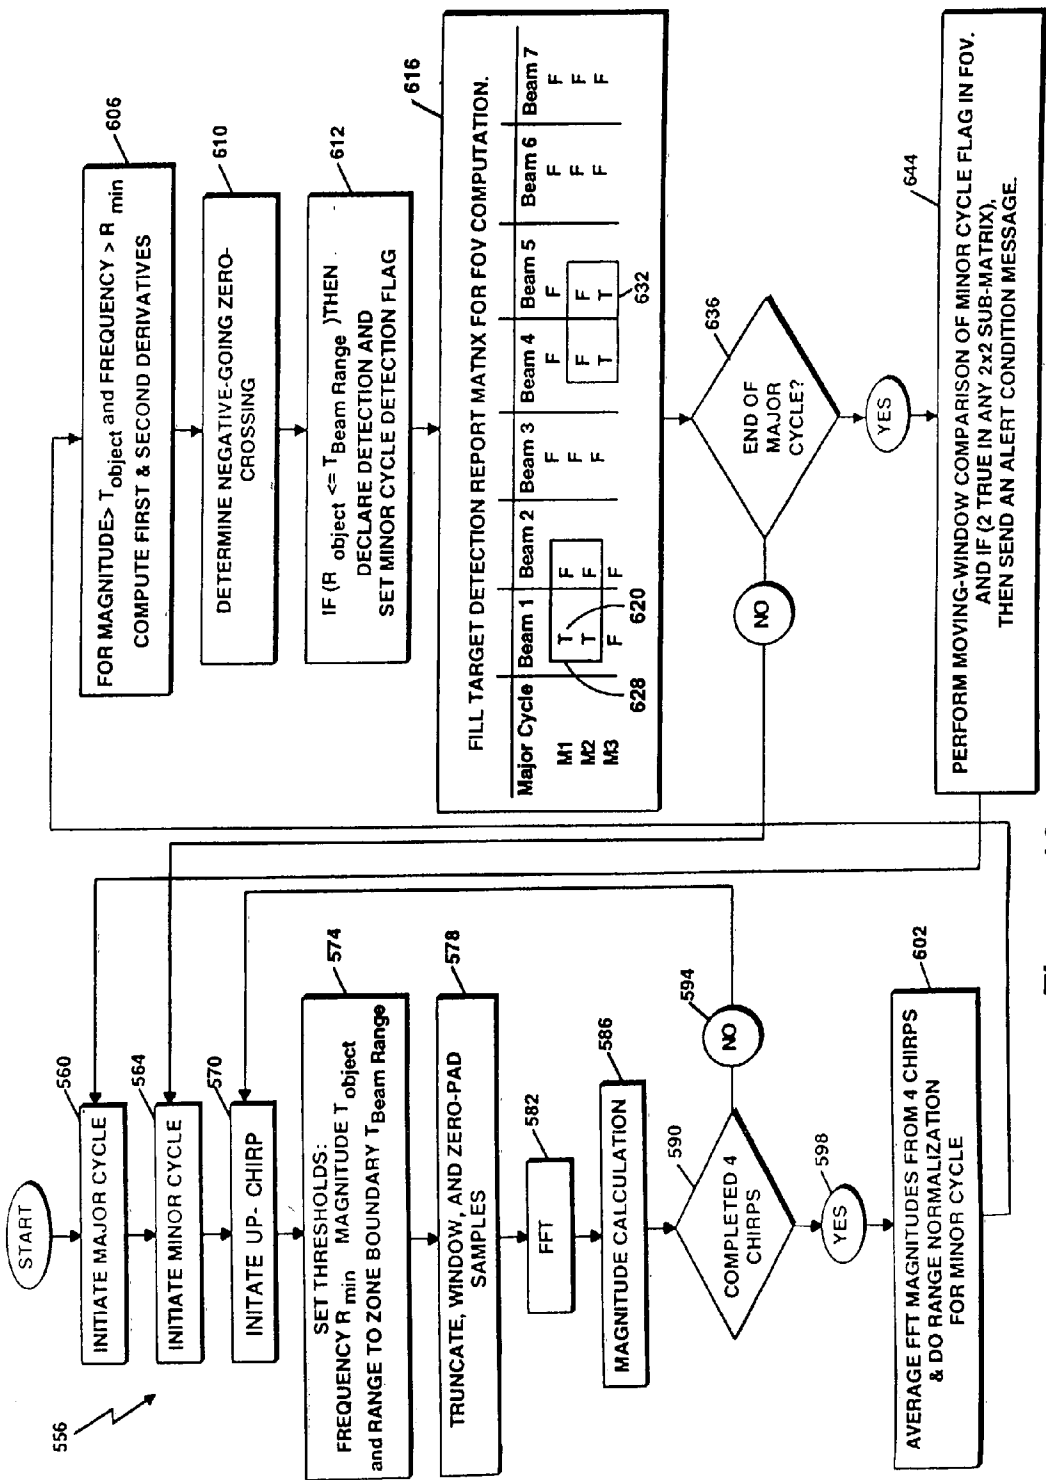 556
START
560
INITIATE MAJOR CYCLE
564
INITIATE MINOR CYCLE
570
INITATE UP- CHIRP
574
SET THRESHOLDS:
FREQUENCY R min MAGNITUDE T object
and RANGE TO ZONE BOUNDARY T Beam Range
578
TRUNCATE, WINDOW, AND ZERO-PAD
SAMPLES
582
FFT
586
MAGNITUDE CALCULATION
590
COMPLETED 4
CHIRPS
594
NO
598
YES
602
AVERAGE FFT MAGNITUDES FROM 4 CHIRPS
& DO RANGE NORMALIZATION
FOR MINOR CYCLE
606
FOR MAGNITUDE> T object and FREQUENCY > R min
COMPUTE FIRST & SECOND DERIVATIVES
610
DETERMINE NEGATIVE-GOING ZERO-
CROSSING
612
IF (R object <= T Beam Range )THEN
DECLARE DETECTION AND
SET MINOR CYCLE DETECTION FLAG
616
FILL TARGET DETECTION REPORT MATNX FOR FOV COMPUTATION.
Major Cycle Beam 1 Beam 2 Beam 3 Beam 4 Beam 5 Beam 6 Beam 7
M1 T F F F F F F
M2 T F F F F F F
M3 F F F T T F F
628
620
632
636
END OF
MAJOR
CYCLE?
NO
YES
644
PERFORM MOVING-WINDOW COMPARISON OF MINOR CYCLE FLAG IN FOV.
AND IF (2 TRUE IN ANY 2x2 SUB-MATRIX),
THEN SEND AN ALERT CONDITION MESSAGE.